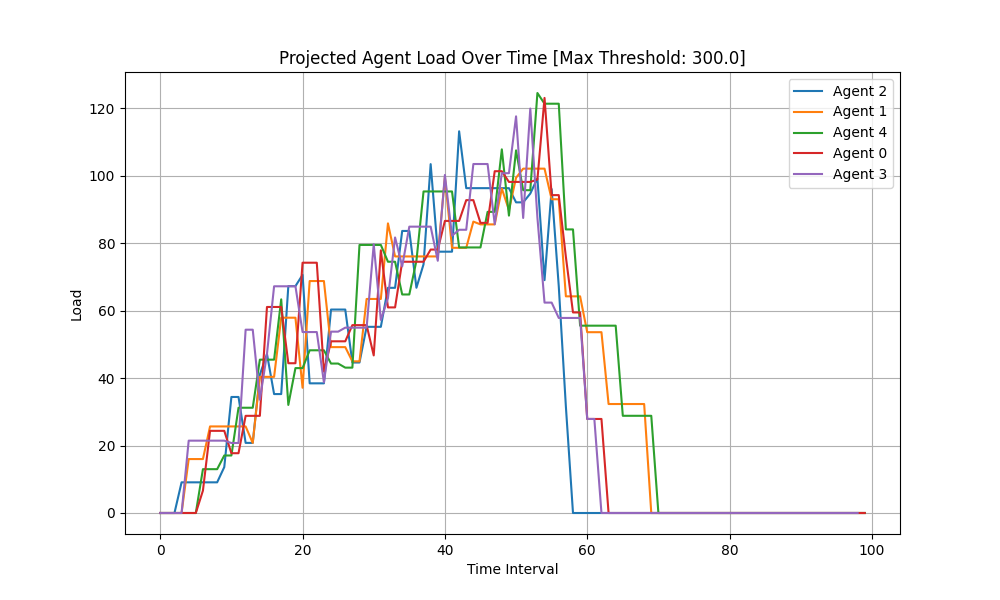 Projected Agent Load Over Time [Max Threshold: 300.0]
Load
120
100
80
60
40
20
0
0 20 40 60 80 100
Time Interval
Agent 2
Agent 1
Agent 4
Agent 0
Agent 3